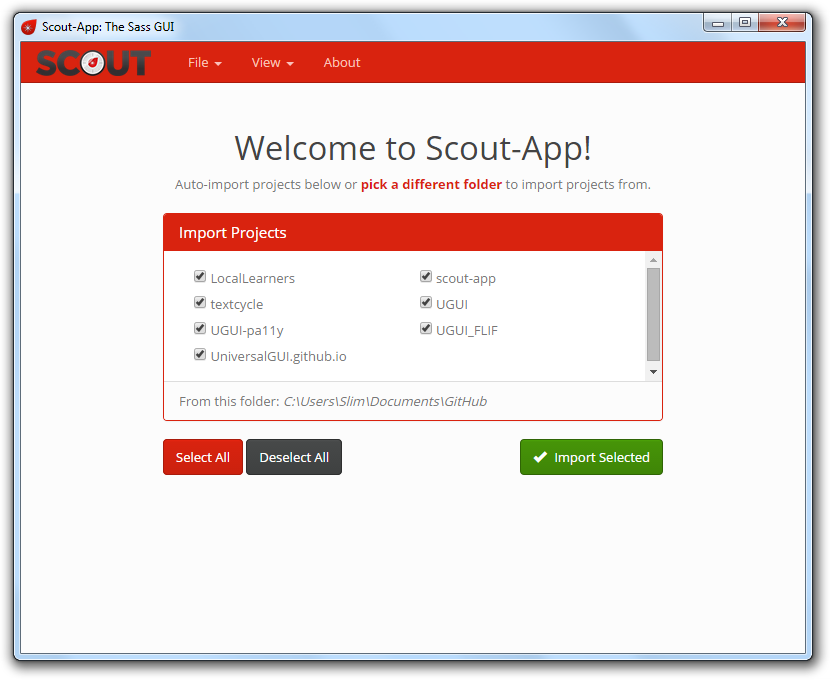 Scout-App: The Sass GUI
SCOUT File View About
Welcome to Scout-App!
Auto-import projects below or pick a different folder to import projects from.
Import Projects
LocalLearners scout-app
textcycle UGUI
UGUI-pa11y UGUI_FLIF
UniversalGUI.github.io
From this folder: C:\Users\Slim\Documents\GitHub
Select All Deselect All Import Selected